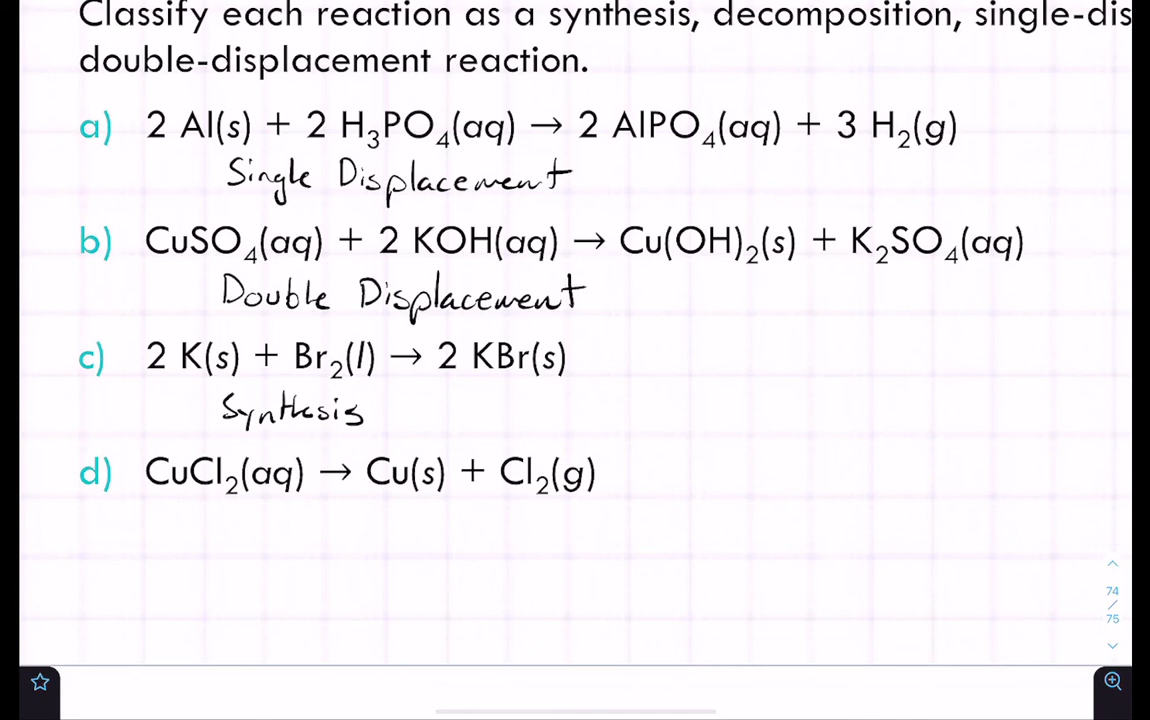 Classify each reaction as a synthesis, decomposition, single-dis
double-displacement reaction.
a) 2 Al(s) + 2 H₃PO₄(aq) → 2 AlPO₄(aq) + 3 H₂(g)
Single Displacement
b) CuSO₄(aq) + 2 KOH(aq) → Cu(OH)₂(s) + K₂SO₄(aq)
Double Displacement
c) 2 K(s) + Br₂(l) → 2 KBr(s)
Synthesis
d) CuCl₂(aq) → Cu(s) + Cl₂(g)
74
/
75